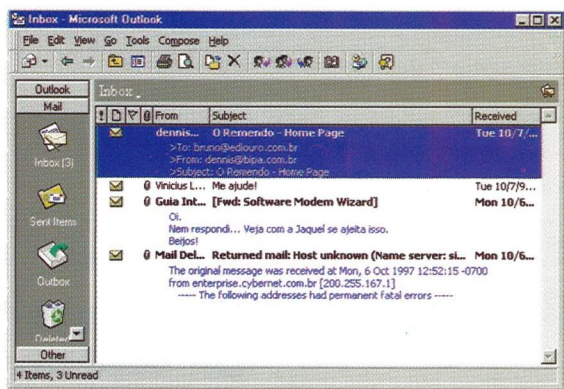 Inbox - Microsoft Outlook
File Edit View Go Tools Compose Help
Outlook
Mail
Inbox (3)
Sent Items
Outbox
Deleted
Other
Inbox
! From Subject Received
dennis... O Remendo - Home Page Tue 10/7/...
>To: bruno@ediouro.com.br
>From: dennis@bipa.com.br
>Subject: O Remendo - Home Page
Vinicius L... Me ajude! Tue 10/7/9...
Guia Int... [Fwd: Software Modem Wizard] Mon 10/6...
Oi.
Nem respondi... Veja com a Jaquel se ajeita isso.
Beijos!
Mail Del... Returned mail: Host unknown (Name server: si... Mon 10/6...
The original message was received at Mon, 6 Oct 1997 12:52:15 -0700
from enterprise.cybernet.com.br [200.255.167.1]
----- The following addresses had permanent fatal errors -----
4 Items, 3 Unread